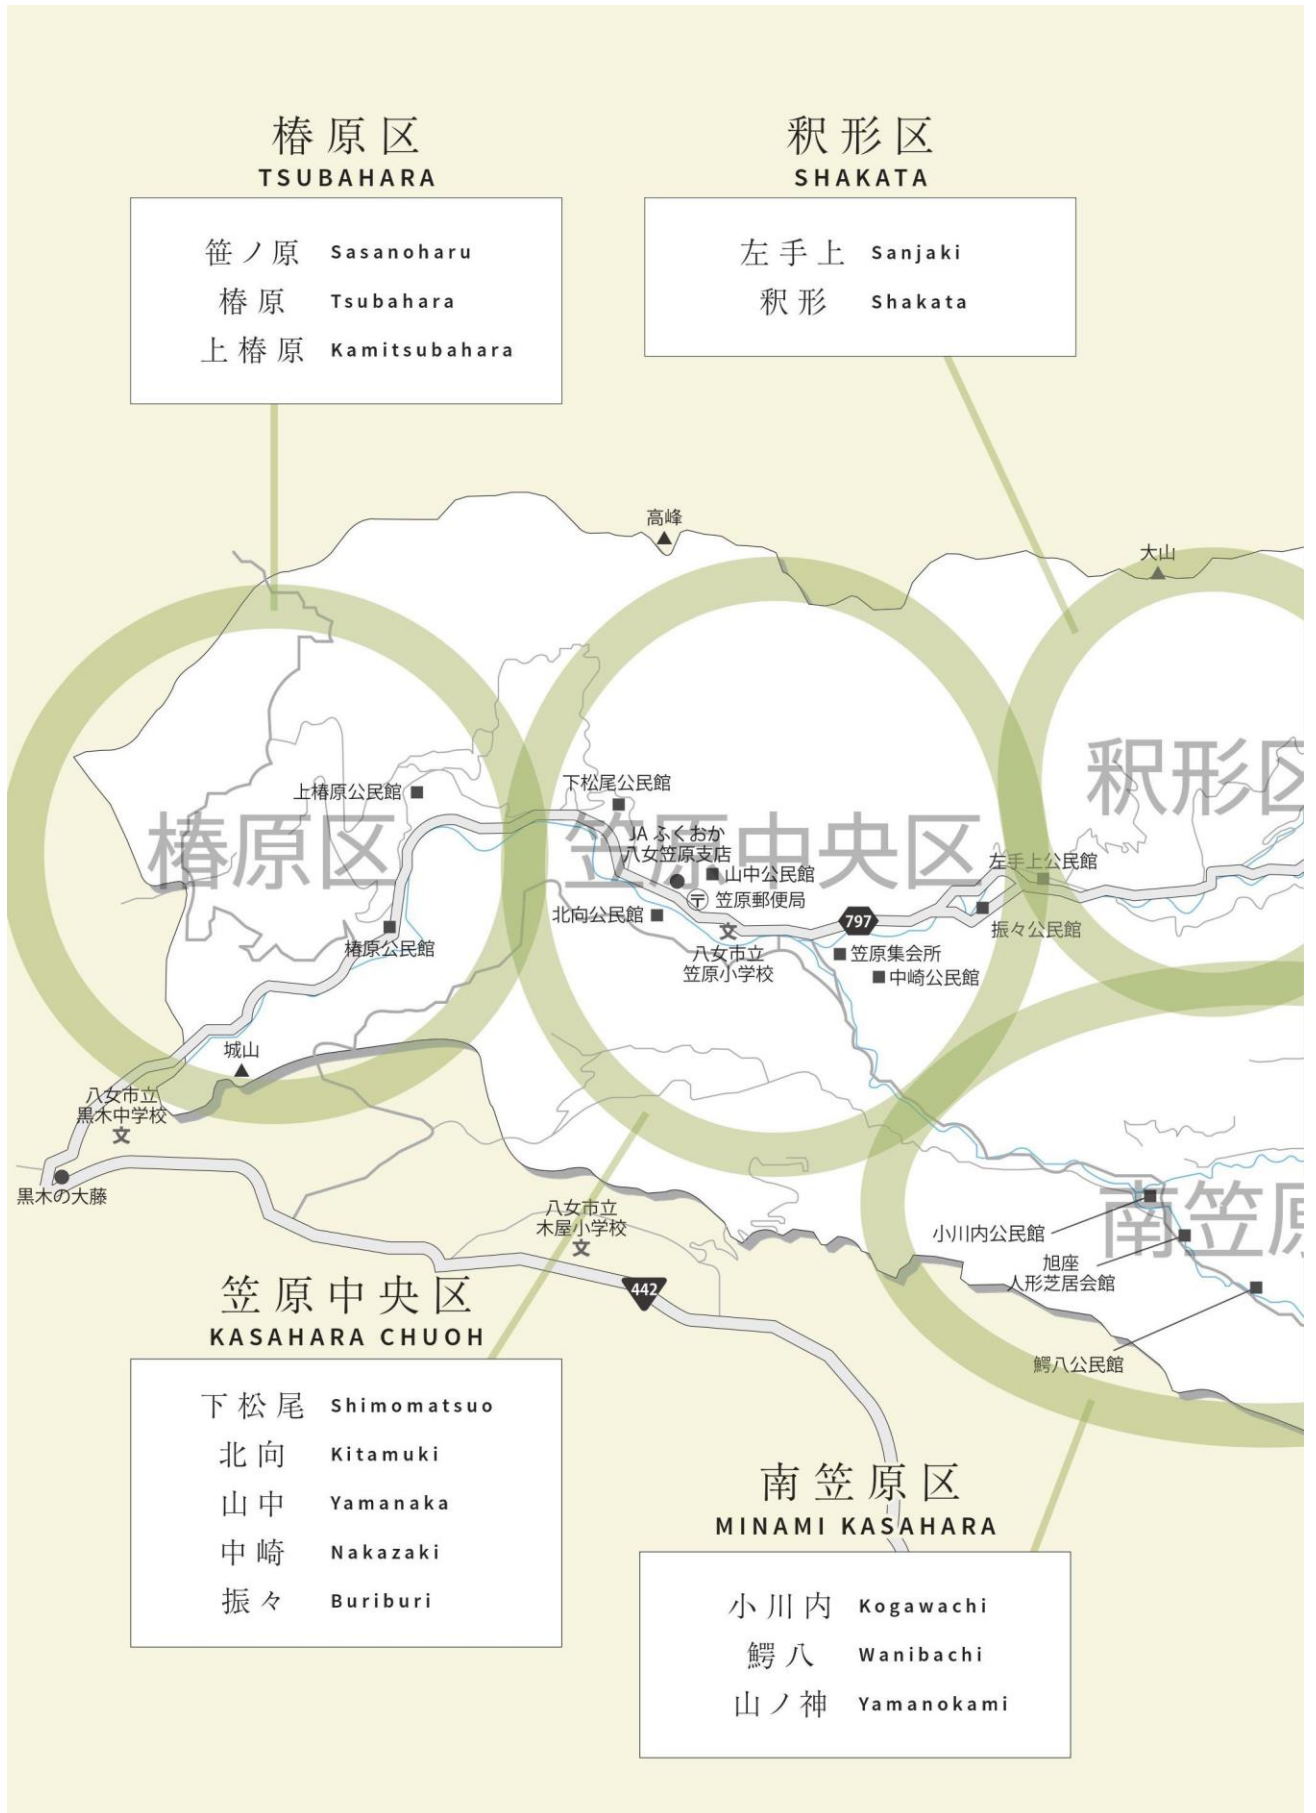 椿原区
TSUBAHARA
笹ノ原 Sasanoharu
椿原 Tsubahara
上椿原 Kamitsubahara
釈形区
SHAKATA
左手上 Sanjaki
釈形 Shakata
高峰
大山
釈形区
上椿原公民館
下松尾公民館
椿原区
笠原中央区
JA ふくおか
八女笠原支店
山中公民館
左手上公民館
笠原郵便局
北向公民館
797
振々公民館
文
椿原公民館
八女市立
笠原小学校
笠原集会所
中崎公民館
城山
八女市立
黒木中学校
文
黒木の大藤
南笠原
八女市立
木屋小学校
文
小川内公民館
旭座
人形芝居会館
442
鰐八公民館
笠原中央区
KASAHARA CHUOH
下松尾 Shimomatsuo
北向 Kitamuki
山中 Yamanaka
中崎 Nakazaki
振々 Buriburi
南笠原区
MINAMI KASAHARA
小川内 Kogawachi
鰐八 Wanibachi
山ノ神 Yamanokami